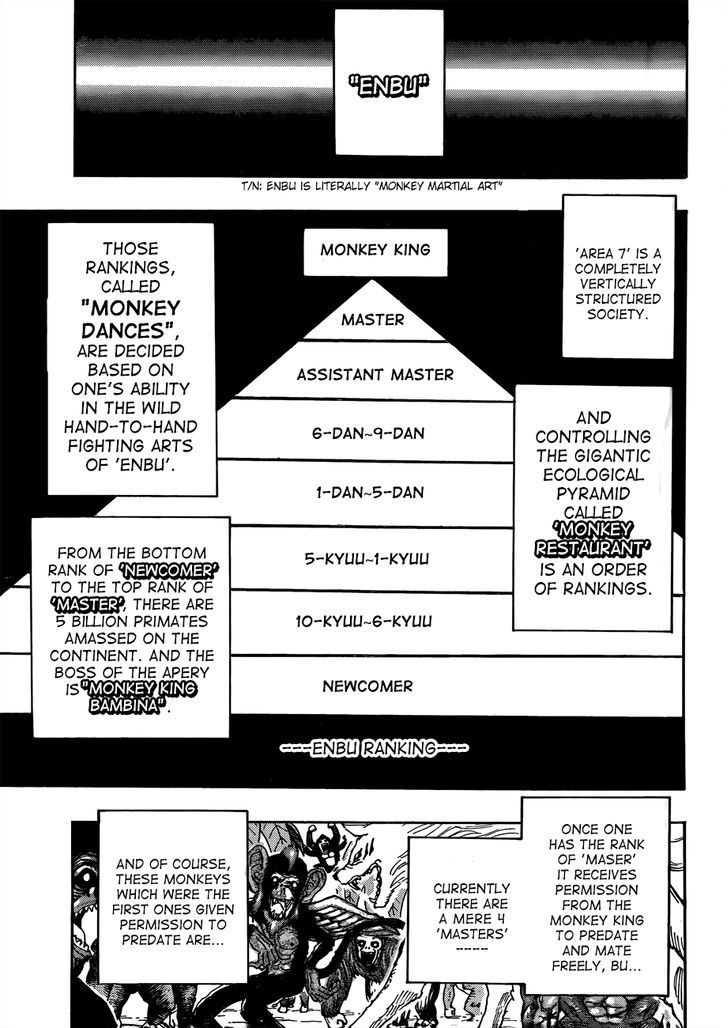 "ENBU"
T/N: ENBU IS LITERALLY "MONKEY MARTIAL ART"
'AREA 7' IS A
COMPLETELY
VERTICALLY
STRUCTURED
SOCIETY.
AND
CONTROLLING
THE GIGANTIC
ECOLOGICAL
PYRAMID
CALLED
'MONKEY
RESTAURANT'
IS AN ORDER
OF RANKINGS.
THOSE
RANKINGS,
CALLED
"MONKEY
DANCES",
ARE DECIDED
BASED ON
ONE'S ABILITY
IN THE WILD
HAND-TO-HAND
FIGHTING ARTS
OF 'ENBU'.
FROM THE BOTTOM
RANK OF 'NEWCOMER'
TO THE TOP RANK OF
'MASTER', THERE ARE
5 BILLION PRIMATES
AMASSED ON THE
CONTINENT. AND THE
BOSS OF THE APERY
IS "MONKEY KING
BAMBINA".
MONKEY KING
MASTER
ASSISTANT MASTER
6-DAN~9-DAN
1-DAN~5-DAN
5-KYUU~1-KYUU
10-KYUU~6-KYUU
NEWCOMER
----ENBU RANKING----
ONCE ONE
HAS THE RANK
OF 'MASER'
IT RECEIVES
PERMISSION
FROM THE
MONKEY KING
TO PREDATE
AND MATE
FREELY, BU...
CURRENTLY
THERE ARE
A MERE 4
'MASTERS'
-----
AND OF COURSE,
THESE MONKEYS
WHICH WERE THE
FIRST ONES GIVEN
PERMISSION TO
PREDATE ARE...